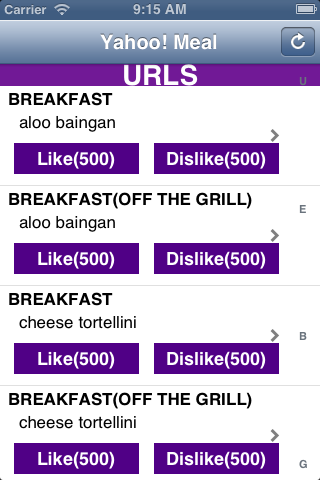 Carrier 9:15 AM
Yahoo! Meal
URLS
U
BREAKFAST
aloo baingan
Like(500) Dislike(500)
BREAKFAST(OFF THE GRILL)
E
aloo baingan
Like(500) Dislike(500)
BREAKFAST
cheese tortellini
B
Like(500) Dislike(500)
BREAKFAST(OFF THE GRILL)
cheese tortellini
Like(500) Dislike(500)
G